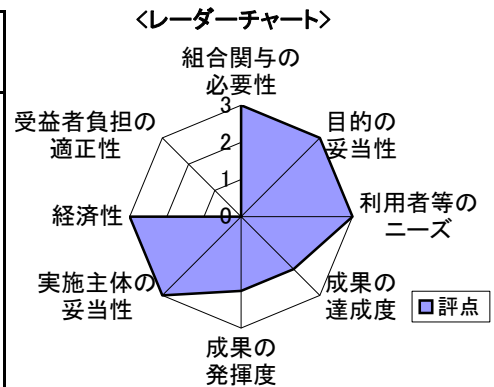 <レーダーチャート>
組合関与の
必要性
目的の
妥当性
利用者等の
ニーズ
成果の
達成度
成果の
発揮度
実施主体の
妥当性
経済性
受益者負担の
適正性
3
2
1
0
評点